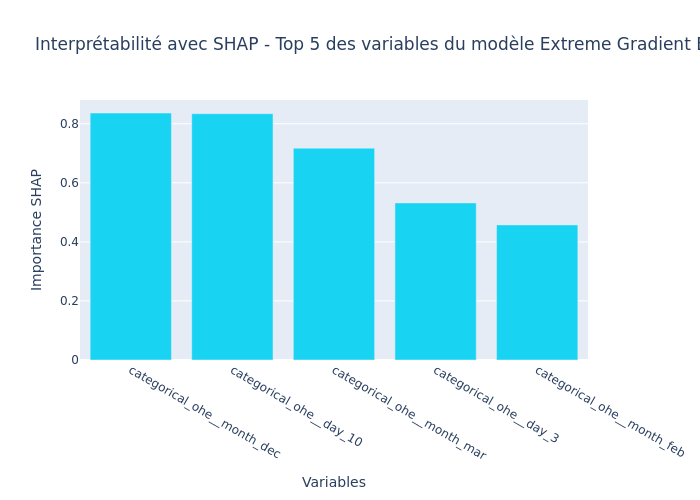 Interprétabilité avec SHAP - Top 5 des variables du modèle Extreme Gradient
Importance SHAP
0.8
0.6
0.4
0.2
0
categorical_ohe__month_dec
categorical_ohe__day_10
categorical_ohe__month_mar
categorical_ohe__day_3
categorical_ohe__month_feb
Variables